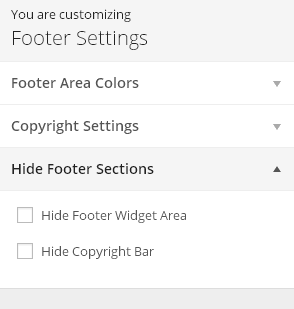 You are customizing
Footer Settings
Footer Area Colors
Copyright Settings
Hide Footer Sections
Hide Footer Widget Area
Hide Copyright Bar